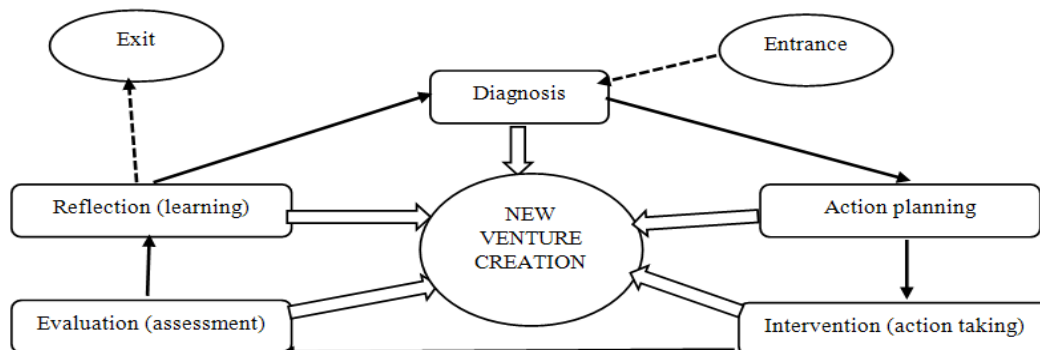 Exit
Entrance
Diagnosis
Reflection (learning)
NEW
VENTURE
CREATION
Action planning
Evaluation (assessment)
Intervention (action taking)